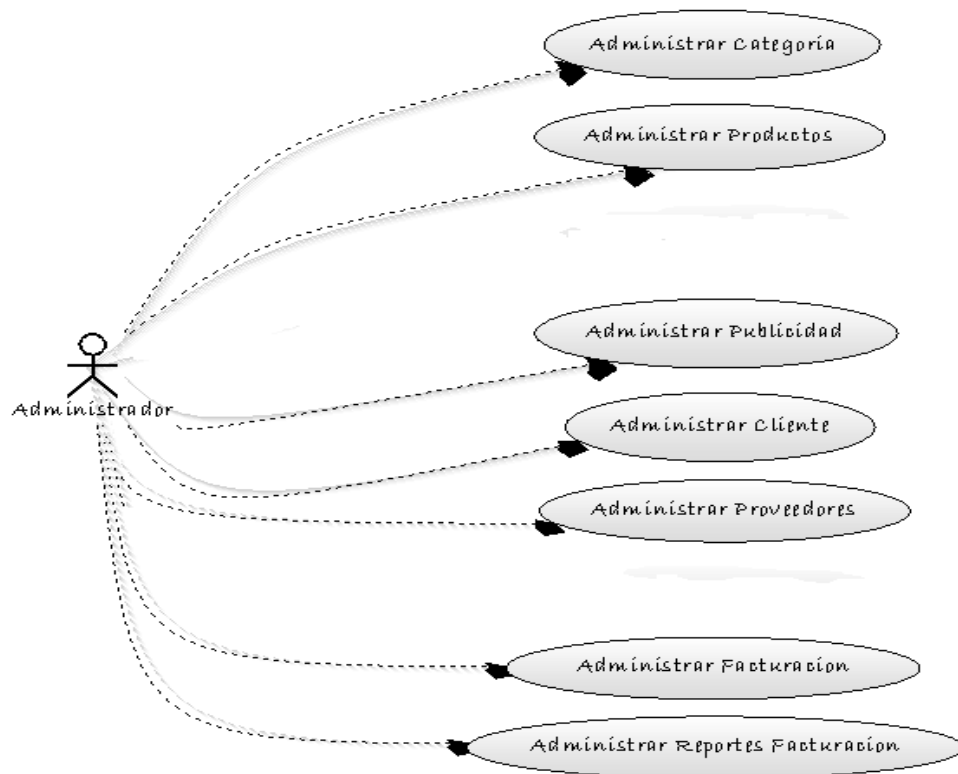 Administrar Categoria
Administrar Productos
Administrar Publicidad
Administrador
Administrar Cliente
Administrar Proveedores
Administrar Facturacion
Administrar Reportes Facturacion